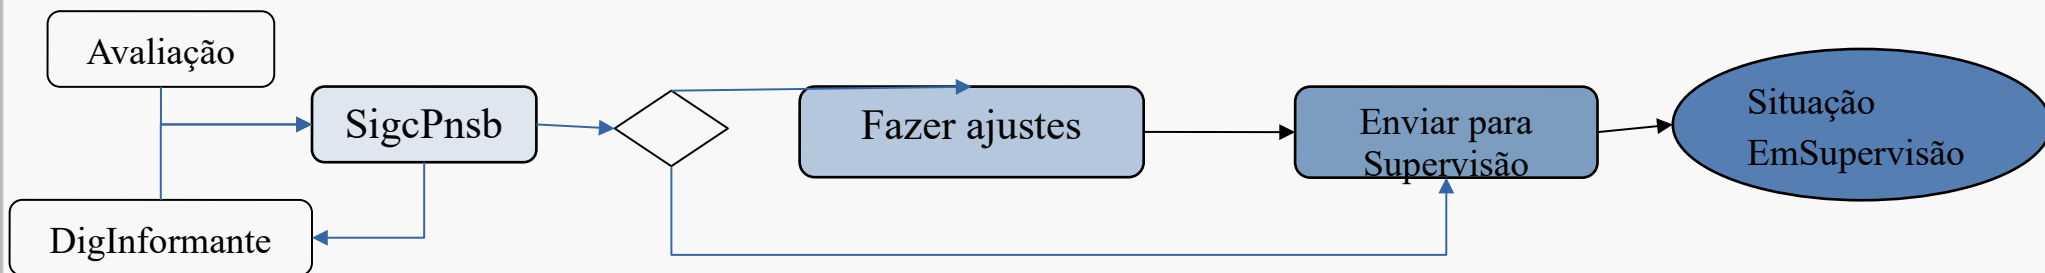 Avaliação
SigcPnsb
DigInformante
Fazer ajustes
Enviar para
Supervisão
Situação
EmSupervisão